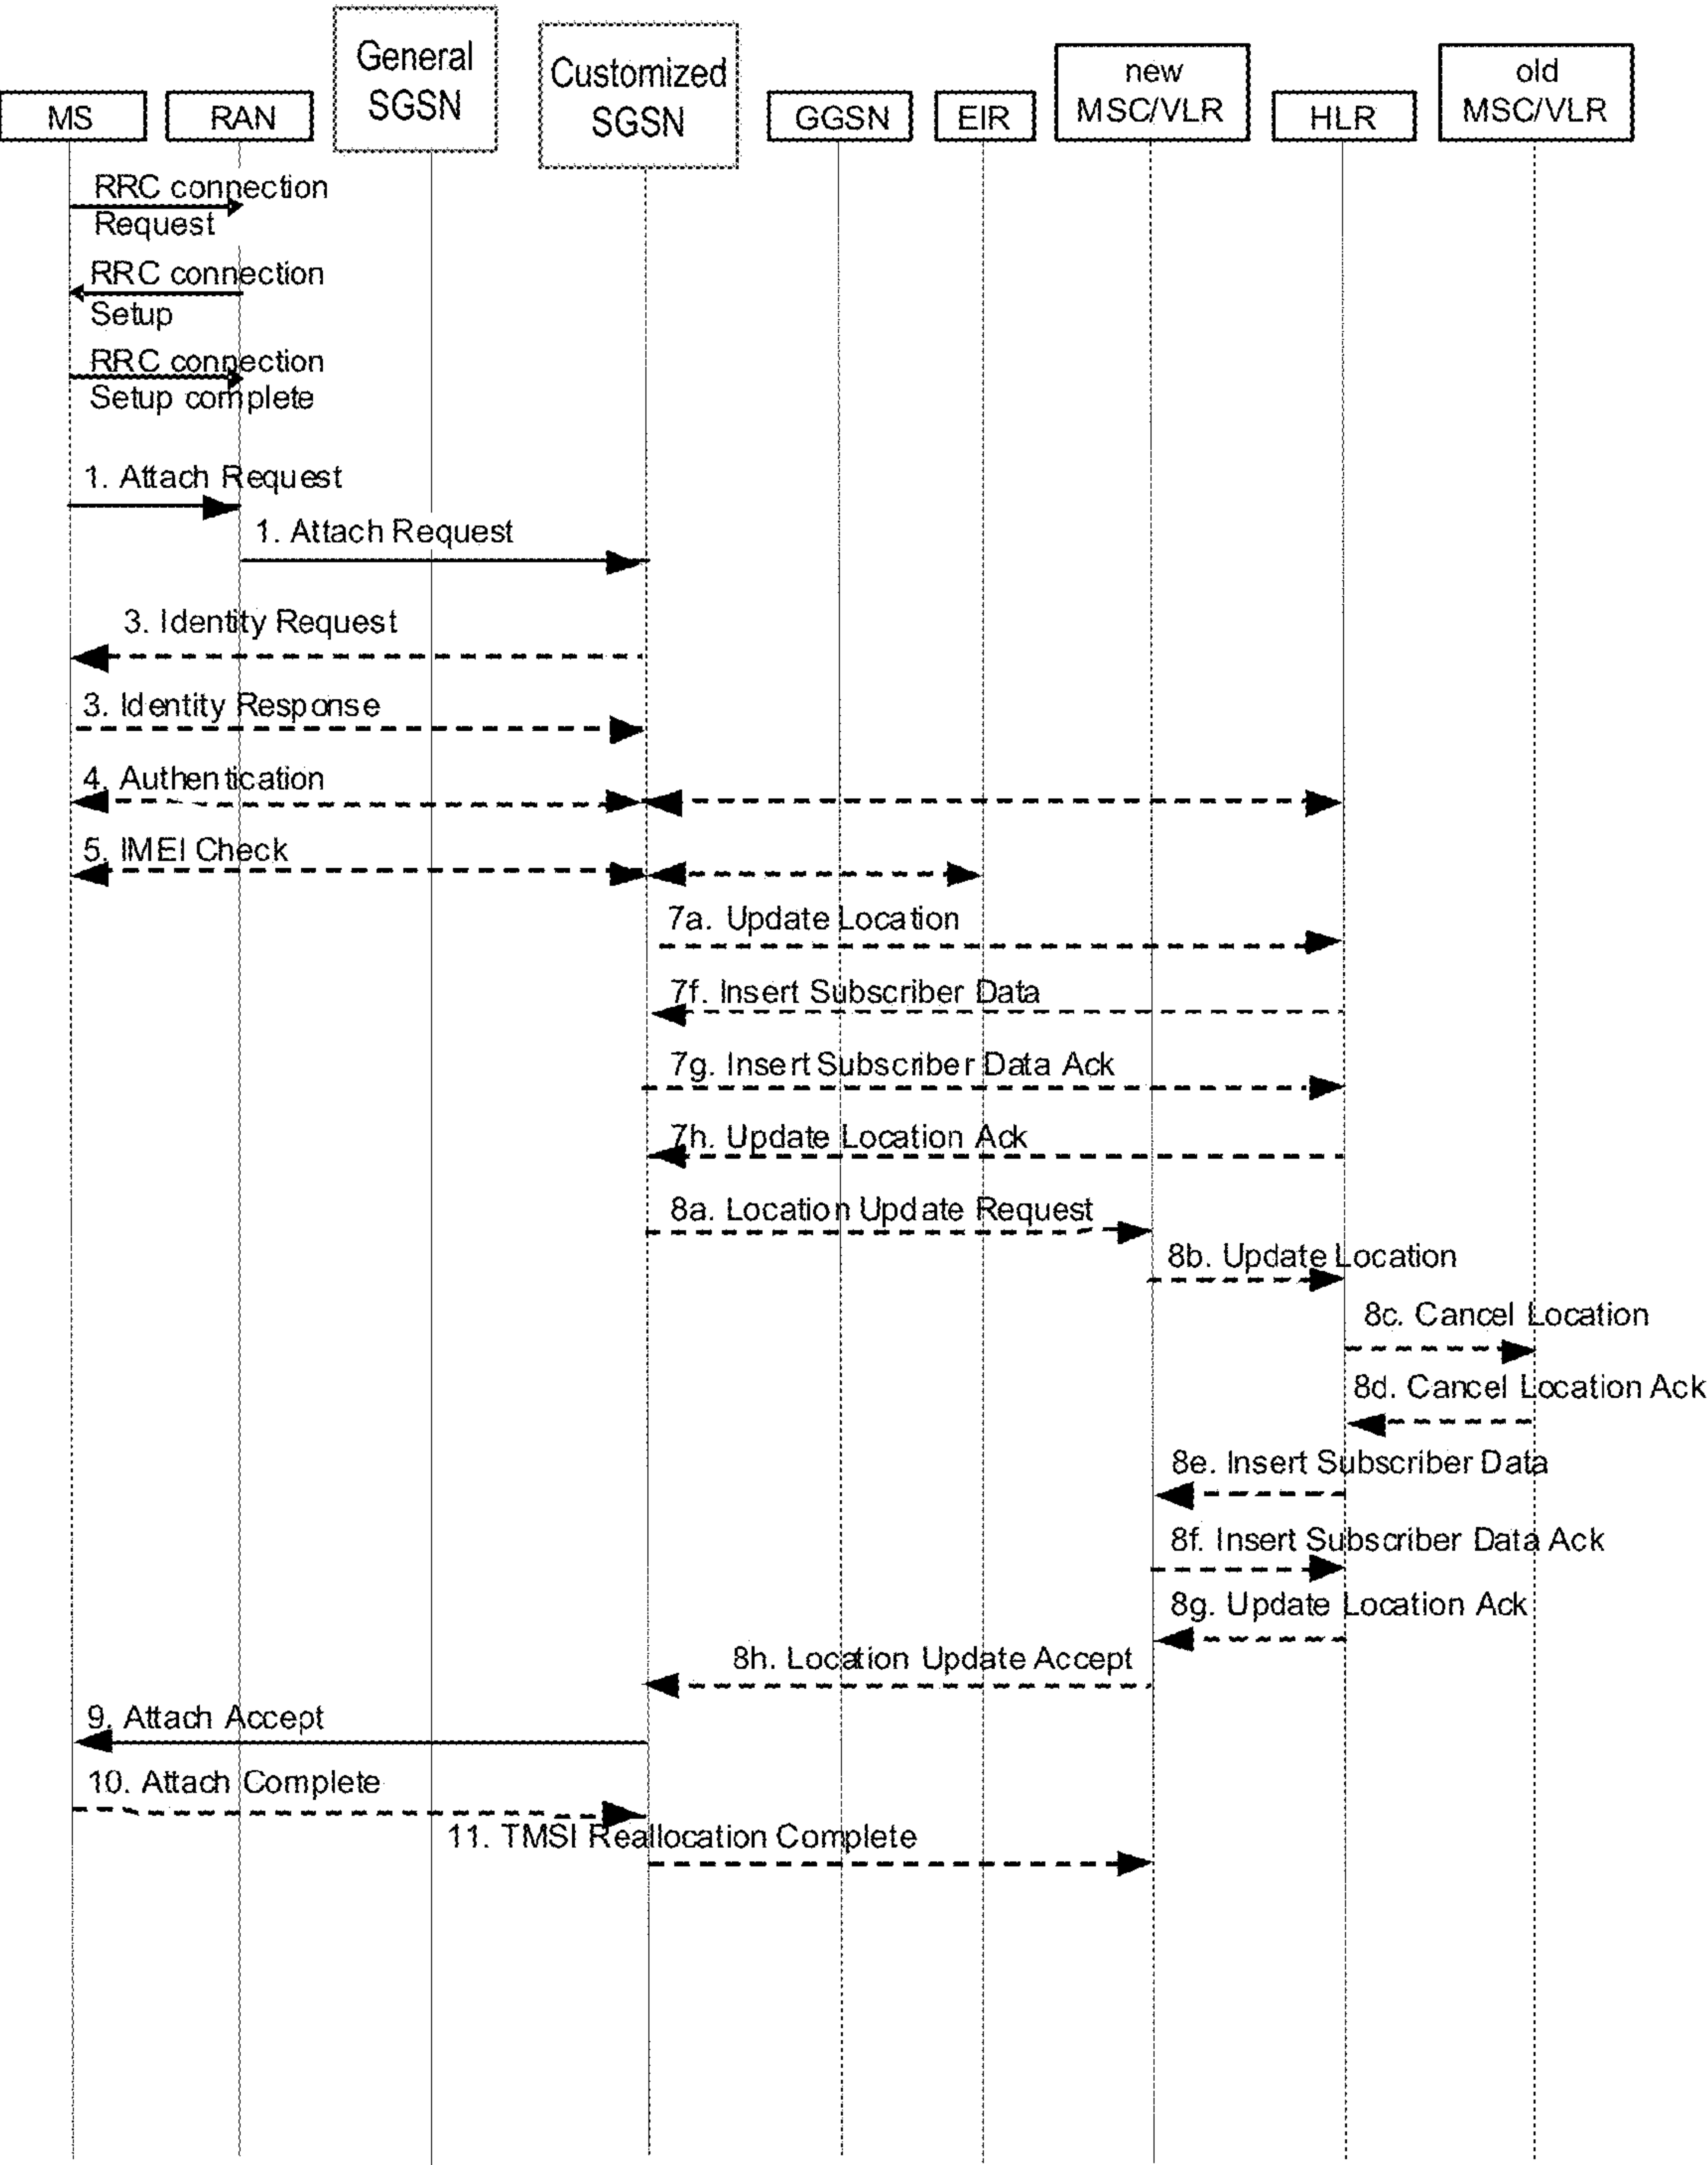 General
SGSN
Customized
SGSN
new
MSC/VLR
old
MSC/VLR
MS
RAN
GGSN
EIR
HLR
RRC connection
Request
RRC connection
Setup
RRC connection
Setup complete
1. Attach Request
1. Attach Request
3. Identity Request
3. Identity Response
4. Authentication
5. IMEI Check
7a. Update Location
7f. Insert Subscriber Data
7g. Insert Subscriber Data Ack
7h. Update Location Ack
8a. Location Update Request
8b. Update Location
8c. Cancel Location
8d. Cancel Location Ack
8e. Insert Subscriber Data
8f. Insert Subscriber Data Ack
8g. Update Location Ack
8h. Location Update Accept
9. Attach Accept
10. Attach Complete
11. TMSI Reallocation Complete